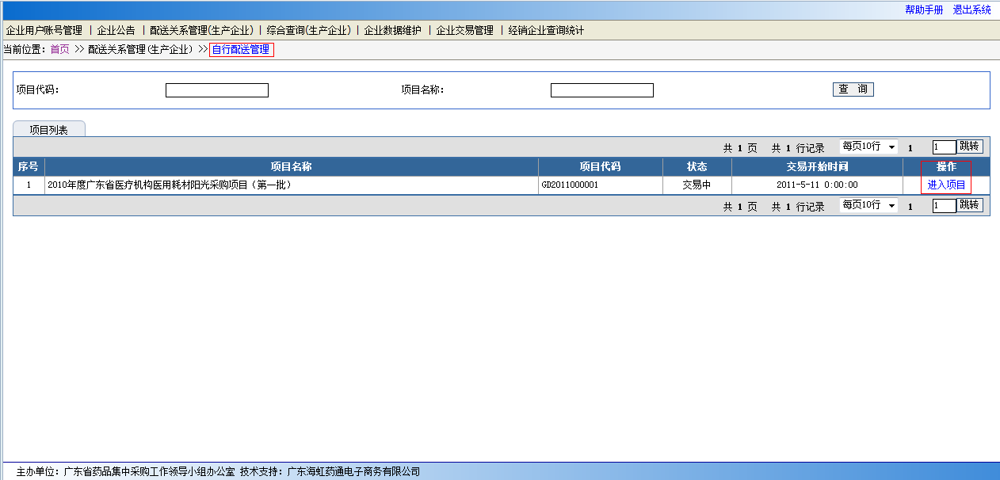 帮助手册 退出系统
企业用户账号管理 | 企业公告 | 配送关系管理(生产企业) | 综合查询(生产企业) | 企业数据维护 | 企业交易管理 | 经销企业查询统计
当前位置：首页 >> 配送关系管理(生产企业) >> 自行配送管理
项目代码： 项目名称： 查 询
项目列表
共 1 页 共 1 行记录 每页10行 1 1 跳转
序号 项目名称 项目代码 状态 交易开始时间 操作
1 2010年度广东省医疗机构医用耗材阳光采购项目（第一批） GD2011000001 交易中 2011-5-11 0:00:00 进入项目
共 1 页 共 1 行记录 每页10行 1 1 跳转
主办单位：广东省药品集中采购工作领导小组办公室 技术支持：广东海虹药通电子商务有限公司